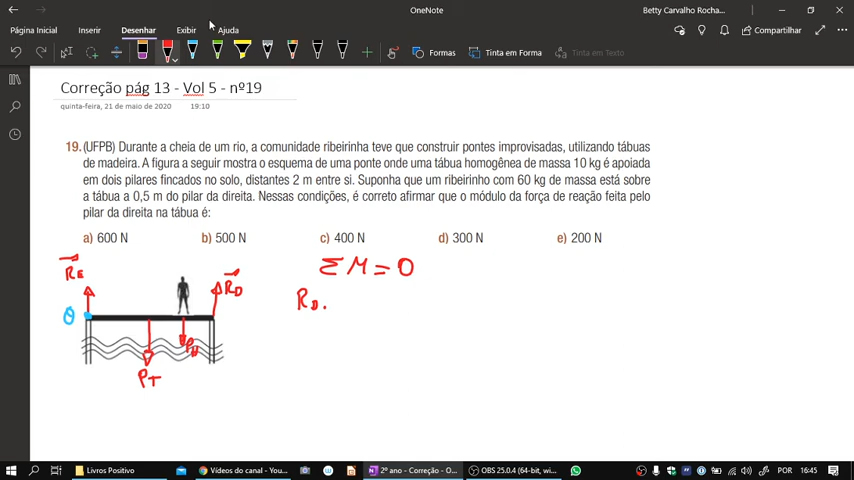 OneNote
Betty Carvalho Rocha...
Página Inicial Inserir Desenhar Exibir Ajuda Compartilhar
Formas Tinta em Forma Tinta em Texto
Correção pág 13 - Vol 5 - nº19
quinta-feira, 21 de maio de 2020 19:10
19. (UFPB) Durante a cheia de um rio, a comunidade ribeirinha teve que construir pontes improvisadas, utilizando tábuas
de madeira. A figura a seguir mostra o esquema de uma ponte onde uma tábua homogênea de massa 10 kg é apoiada
em dois pilares fincados no solo, distantes 2 m entre si. Suponha que um ribeirinho com 60 kg de massa está sobre
a tábua a 0,5 m do pilar da direita. Nessas condições, é correto afirmar que o módulo da força de reação feita pelo
pilar da direita na tábua é:
a) 600 N b) 500 N c) 400 N d) 300 N e) 200 N
RE
ΣM = 0
RD
RD.
θ
PH
PT
Livros Positivo
Vídeos do canal - You...
2º ano - Correção - O...
OBS 25.0.4 (64-bit, wi...
POR 16:45